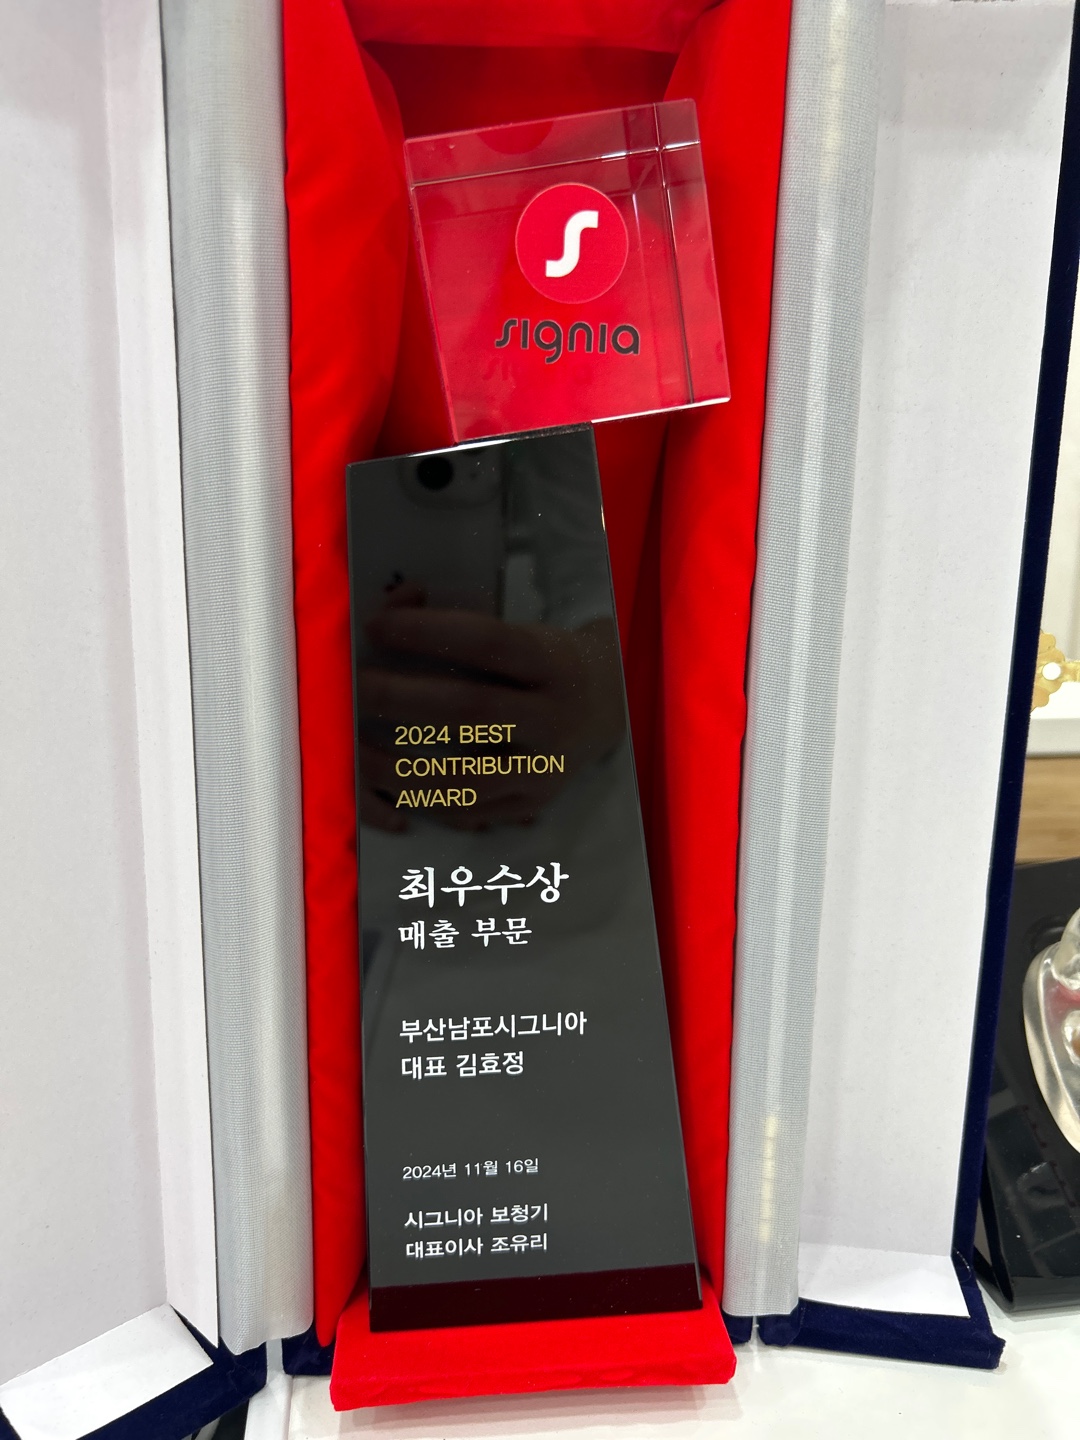 S
signia
2024 BEST
CONTRIBUTION
AWARD
최우수상
매출 부문
부산남포시그니아
대표 김효정
2024년 11월 16일
시그니아 보청기
대표이사 조유리